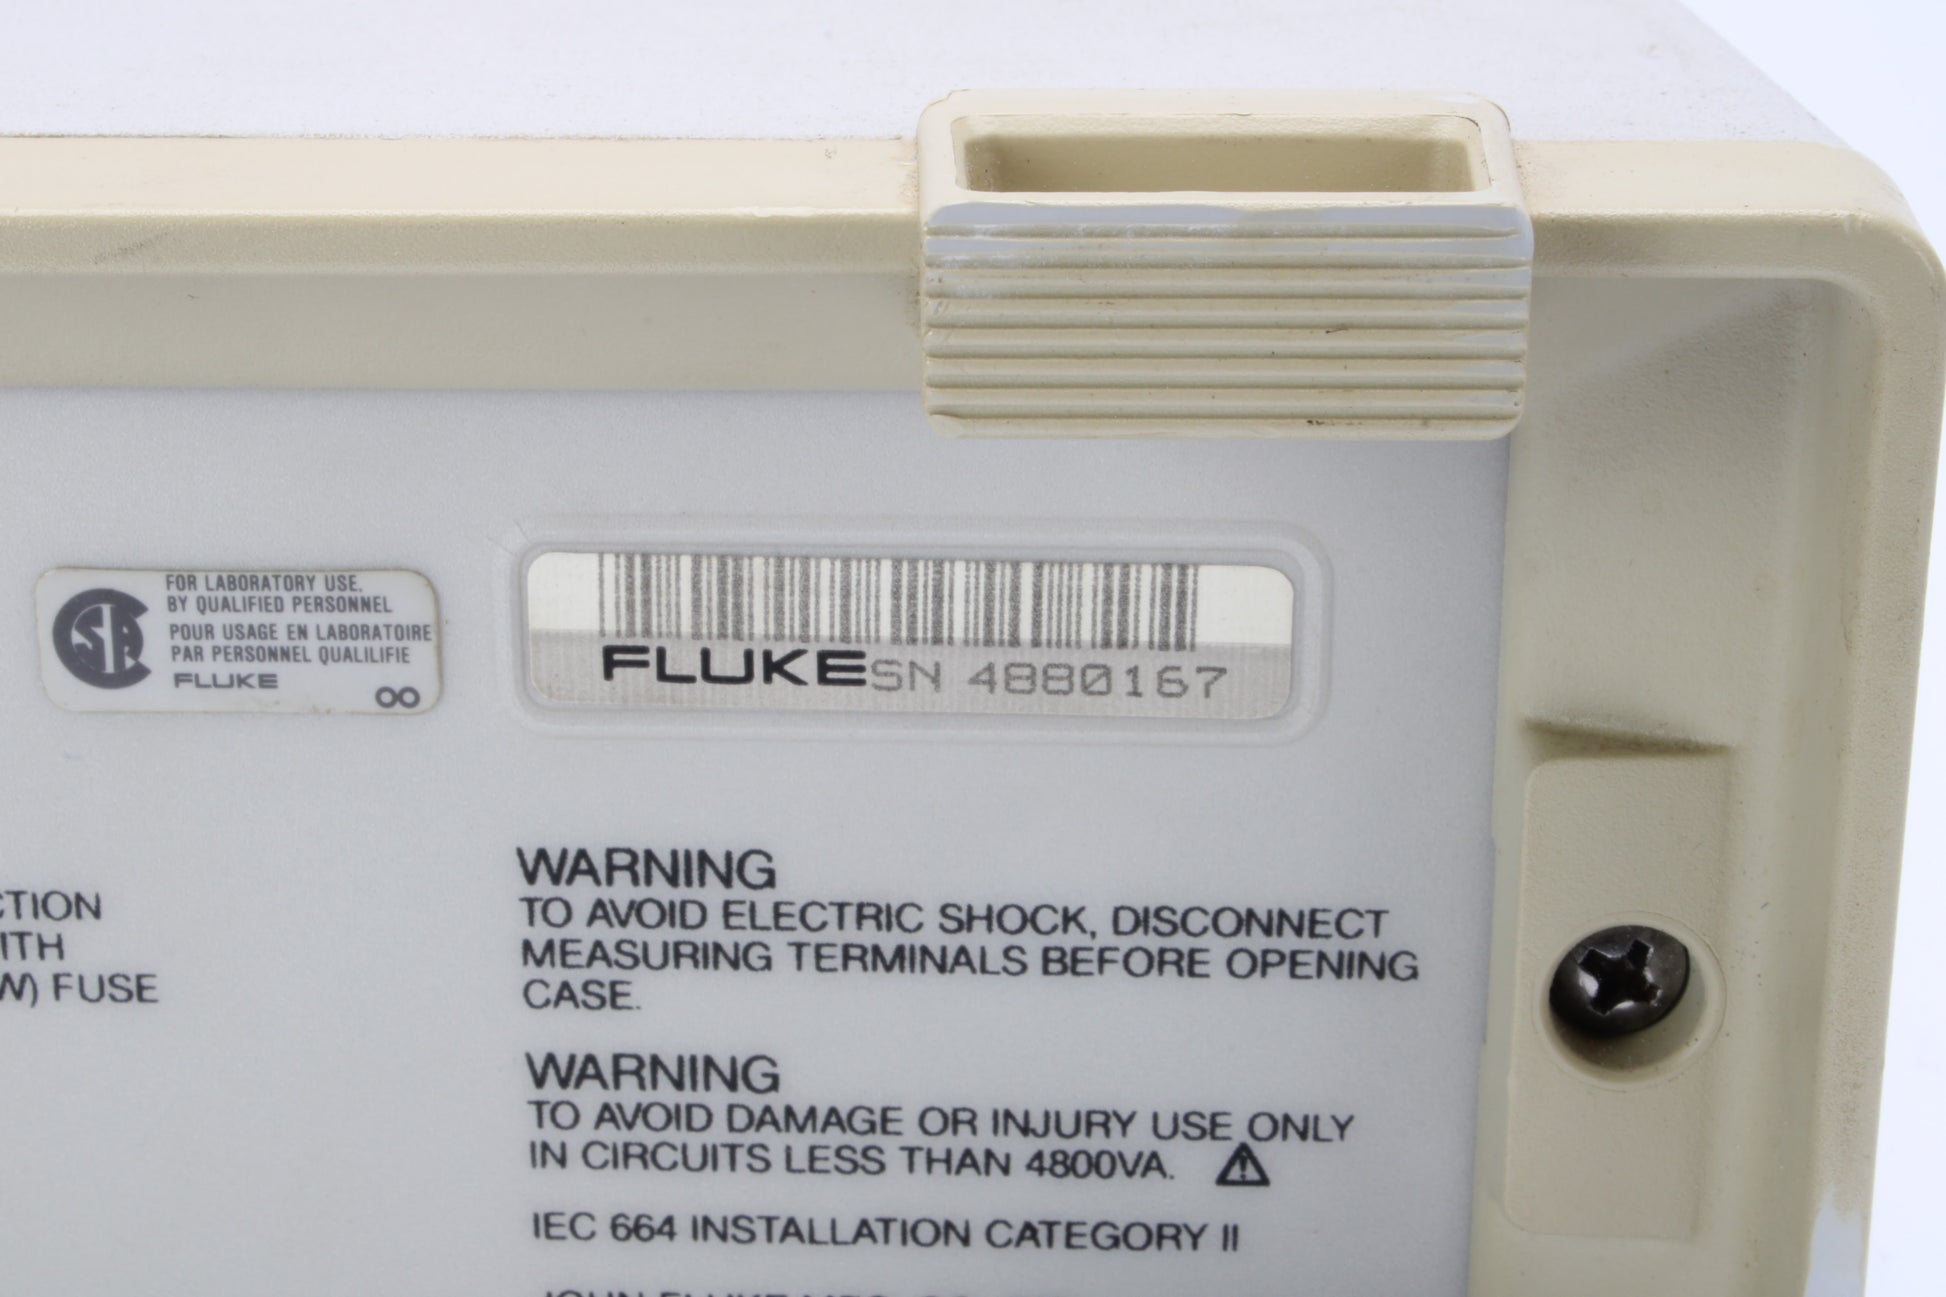 FOR LABORATORY USE.
BY QUALIFIED PERSONNEL
POUR USAGE EN LABORATOIRE
PAR PERSONNEL QUALILIFIE
FLUKE
FLUKE SN 4880167
FUSE
WARNING
TO AVOID ELECTRIC SHOCK, DISCONNECT
MEASURING TERMINALS BEFORE OPENING
CASE.
WARNING
TO AVOID DAMAGE OR INJURY USE ONLY
IN CIRCUITS LESS THAN 4800VA.
IEC 664 INSTALLATION CATEGORY II
JOHN FLUKE